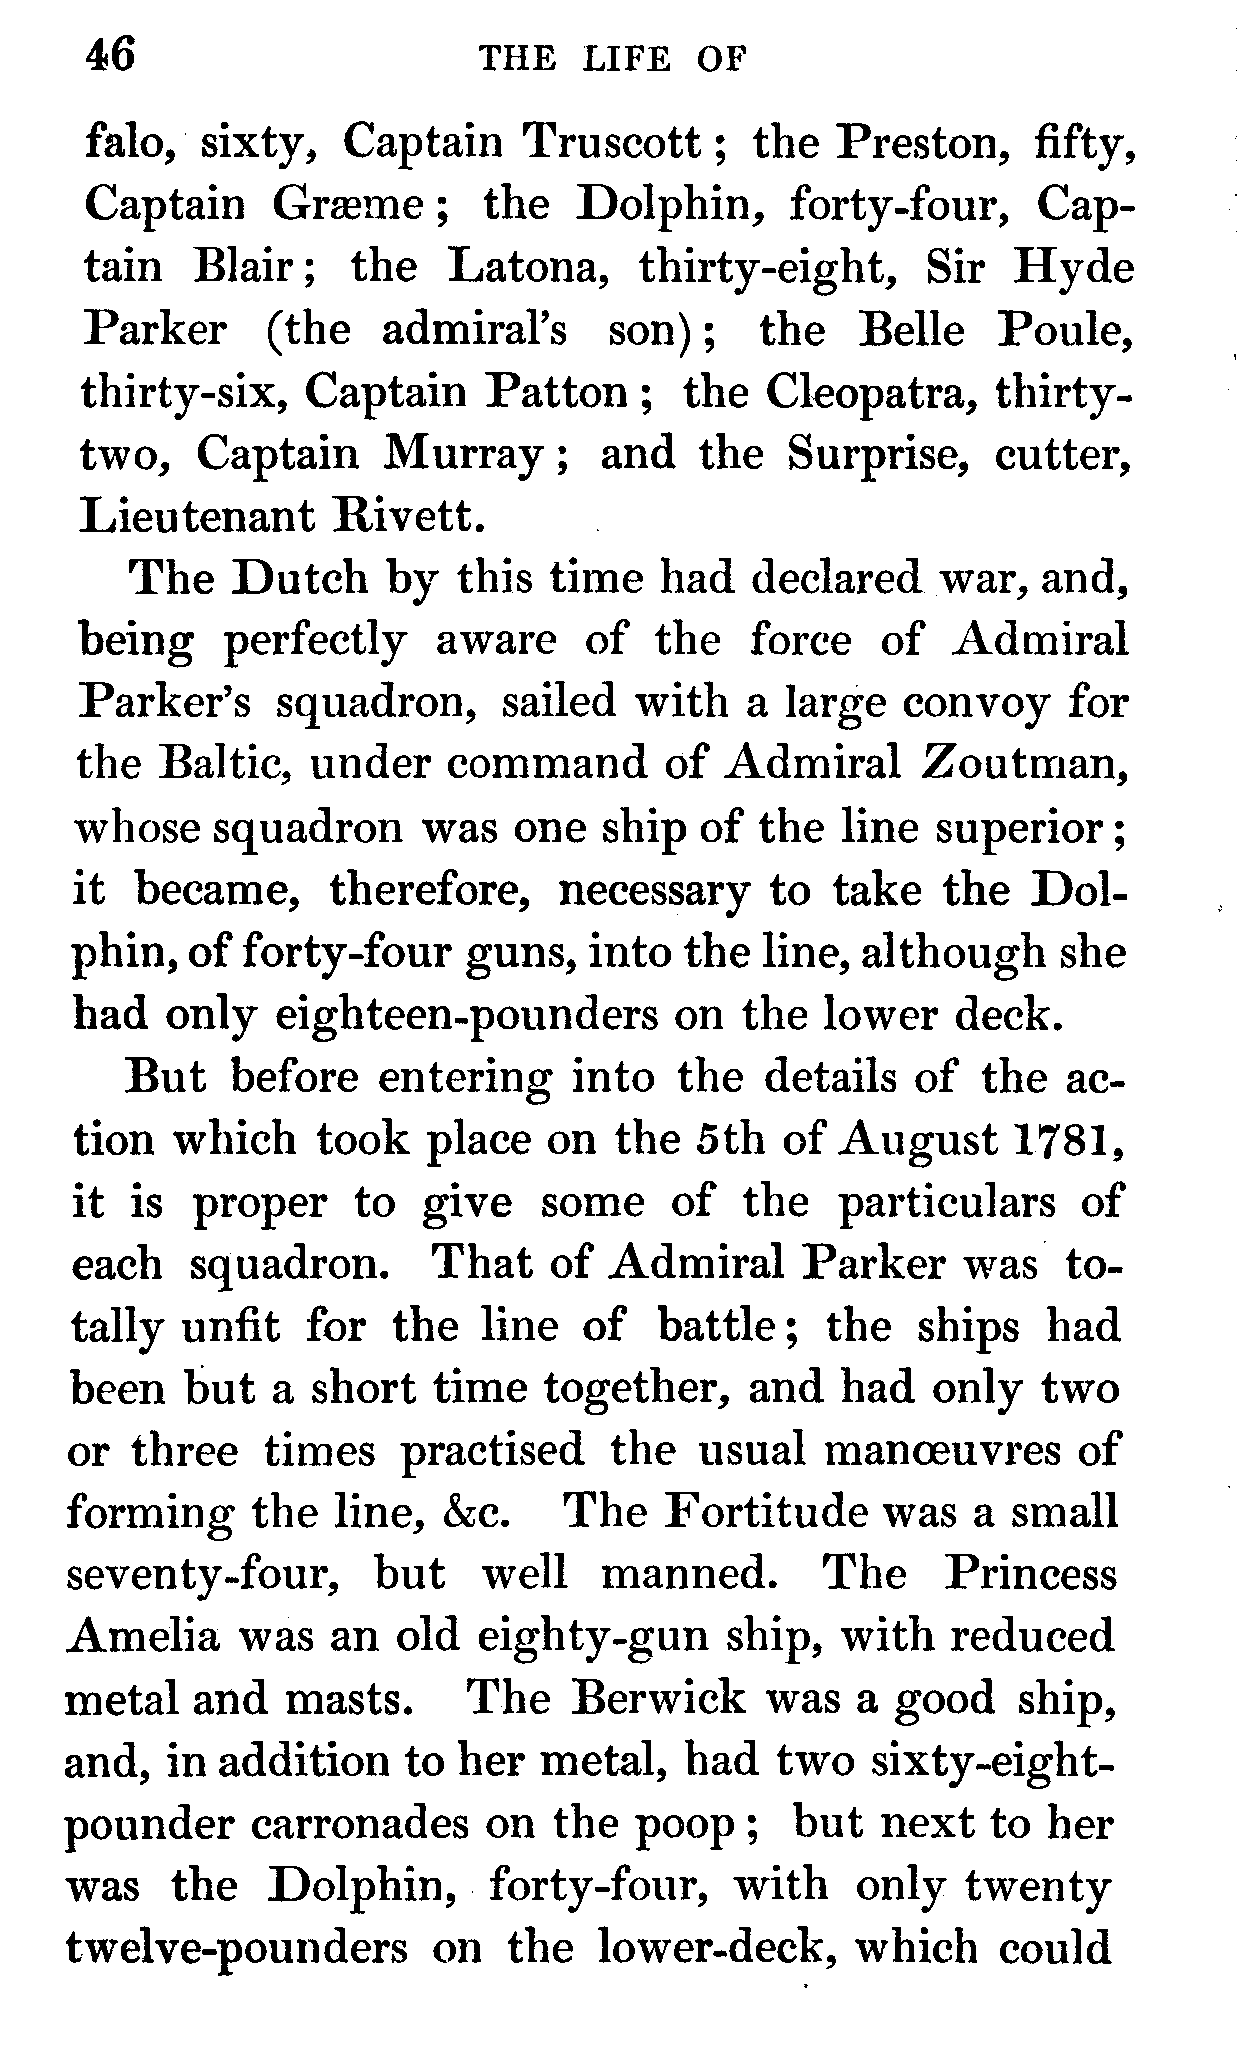 46 THE LIFE OF
falo, sixty, Captain Truscott ; the Preston, fifty,
Captain Græme ; the Dolphin, forty-four, Cap-
tain Blair ; the Latona, thirty-eight, Sir Hyde
Parker (the admiral's son) ; the Belle Poule,
thirty-six, Captain Patton ; the Cleopatra, thirty-
two, Captain Murray ; and the Surprise, cutter,
Lieutenant Rivett.
The Dutch by this time had declared war, and,
being perfectly aware of the force of Admiral
Parker's squadron, sailed with a large convoy for
the Baltic, under command of Admiral Zoutman,
whose squadron was one ship of the line superior ;
it became, therefore, necessary to take the Dol-
phin, of forty-four guns, into the line, although she
had only eighteen-pounders on the lower deck.
But before entering into the details of the ac-
tion which took place on the 5th of August 1781,
it is proper to give some of the particulars of
each squadron. That of Admiral Parker was to-
tally unfit for the line of battle ; the ships had
been but a short time together, and had only two
or three times practised the usual manœuvres of
forming the line, &c. The Fortitude was a small
seventy-four, but well manned. The Princess
Amelia was an old eighty-gun ship, with reduced
metal and masts. The Berwick was a good ship,
and, in addition to her metal, had two sixty-eight-
pounder carronades on the poop ; but next to her
was the Dolphin, forty-four, with only twenty
twelve-pounders on the lower-deck, which could